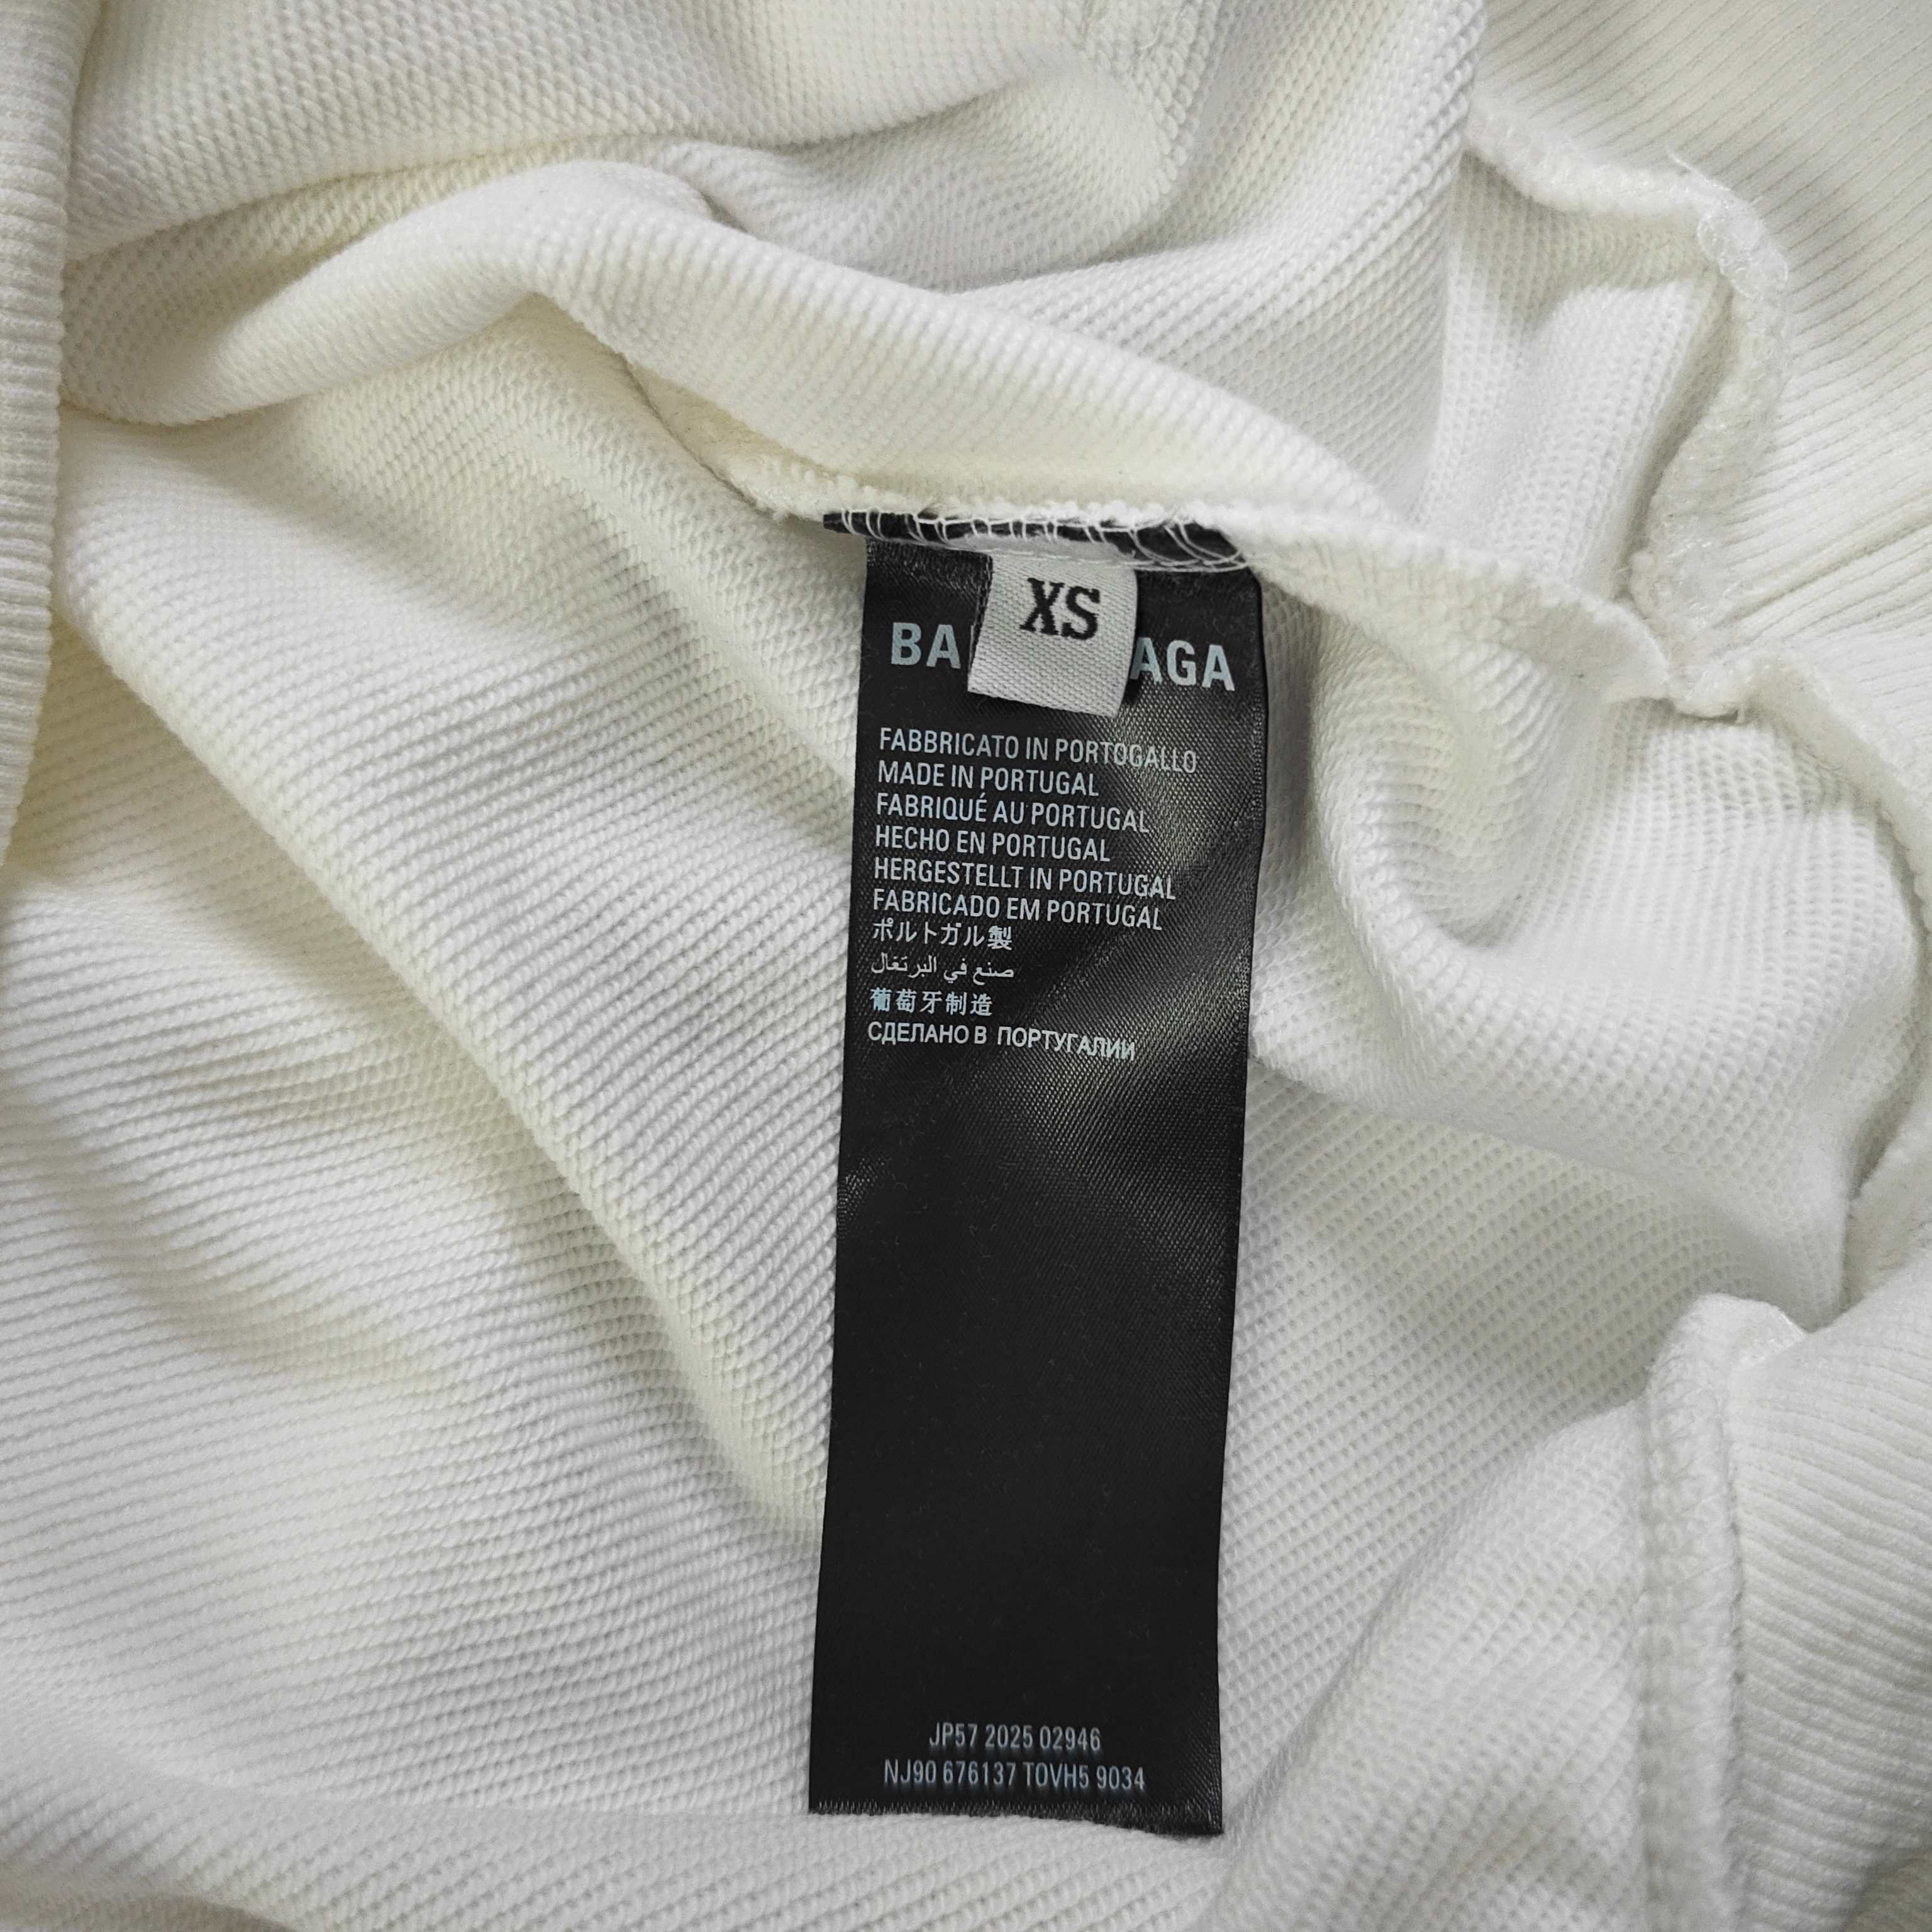 XS
BA AGA
FABBRICATO IN PORTOGALLO
MADE IN PORTUGAL
FABRIQUÉ AU PORTUGAL
HECHO EN PORTUGAL
HERGESTELLT IN PORTUGAL
FABRICADO EM PORTUGAL
ポルトガル製
صنع في البرتغال
葡萄牙制造
СДЕЛАНО В ПОРТУГАЛИИ
JP57 2025 02946
NJ90 676137 TOVH5 9034